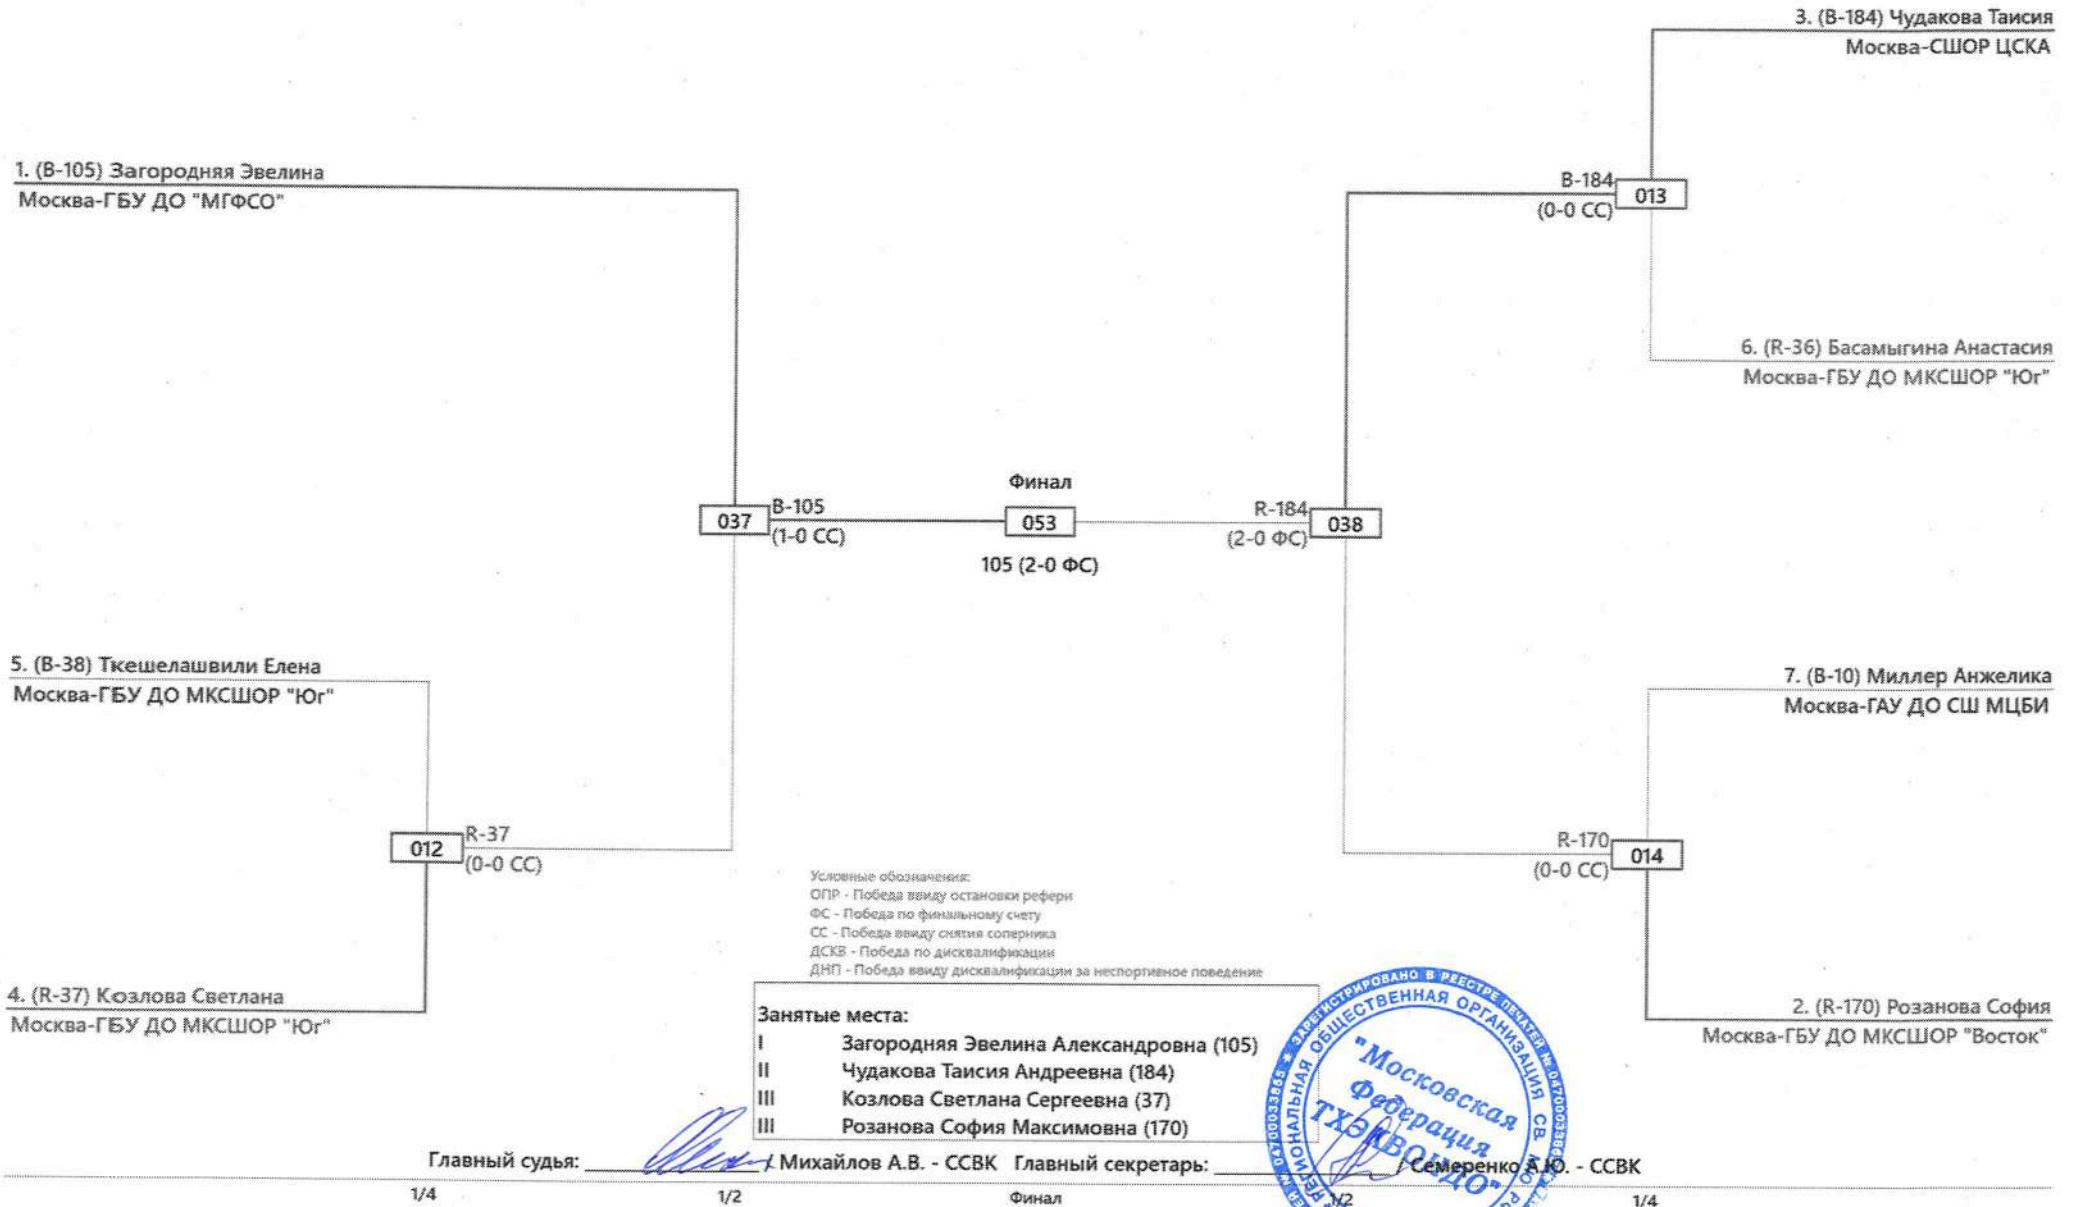 3. (B-184) Чудакова Таисия
Москва-СШОР ЦСКА
1. (B-105) Загородняя Эвелина
Москва-ГБУ ДО "МГФСО"
B-184
013
(0-0 СС)
6. (R-36) Басамыгина Анастасия
Москва-ГБУ ДО МКСШОР "Юг"
Финал
037
B-105
(1-0 СС)
053
105 (2-0 ФС)
R-184
(2-0 ФС)
038
5. (B-38) Ткешелашвили Елена
Москва-ГБУ ДО МКСШОР "Юг"
7. (B-10) Миллер Анжелика
Москва-ГАУ ДО СШ МЦБИ
012
R-37
(0-0 СС)
R-170
(0-0 СС)
014
Условные обозначения:
ОПР - Победа ввиду остановки рефери
ФС - Победа по финальному счету
СС - Победа ввиду снятия соперника
ДСКВ - Победа по дисквалификации
ДНП - Победа ввиду дисквалификации за неспортивное поведение
4. (R-37) Козлова Светлана
Москва-ГБУ ДО МКСШОР "Юг"
2. (R-170) Розанова София
Москва-ГБУ ДО МКСШОР "Восток"
Занятые места:
I Загородняя Эвелина Александровна (105)
II Чудакова Таисия Андреевна (184)
III Козлова Светлана Сергеевна (37)
III Розанова София Максимовна (170)
ЗАРЕГИСТРИРОВАНО В РЕЕСТРЕ ПЕЧАТЕЙ №
РЕГИОНАЛЬНАЯ ОБЩЕСТВЕННАЯ ОРГАНИЗАЦИЯ
"Московская
Федерация
ТХЭКВОНДО"
Главный судья: / Михайлов А.В. - ССВК Главный секретарь: / Семеренко А.Ю. - ССВК
1/4 1/2 Финал 1/2 1/4